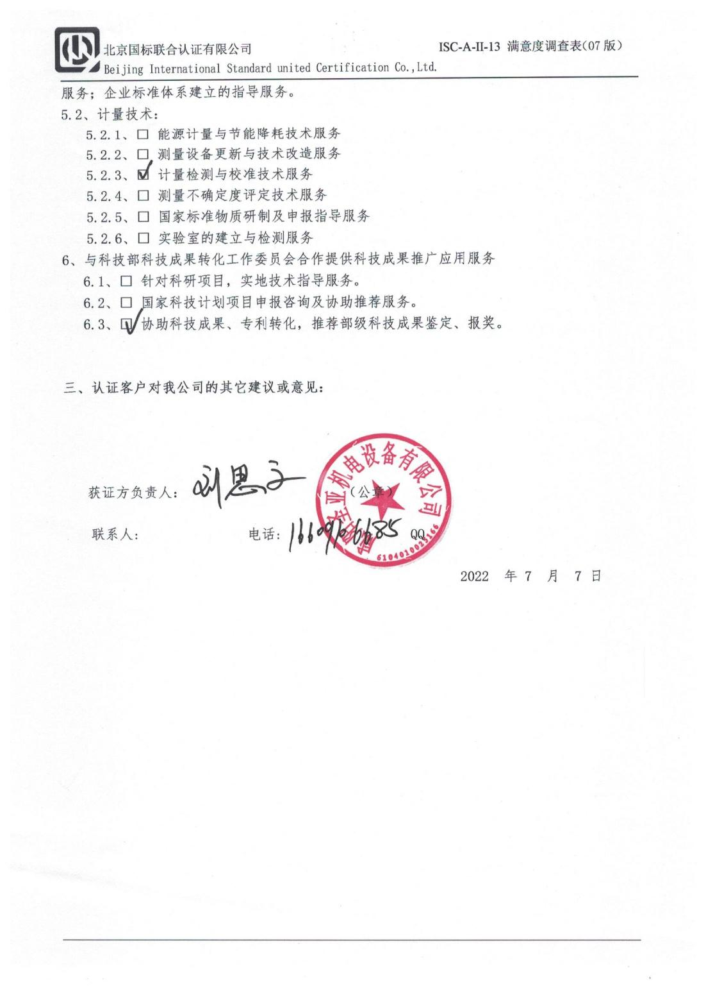 北京国标联合认证有限公司 ISC-A-II-13 满意度调查表(07版)
Beijing International Standard united Certification Co.,Ltd.
服务；企业标准体系建立的指导服务。
5.2、计量技术：
5.2.1、□ 能源计量与节能降耗技术服务
5.2.2、□ 测量设备更新与技术改造服务
5.2.3、☑ 计量检测与校准技术服务
5.2.4、□ 测量不确定度评定技术服务
5.2.5、□ 国家标准物质研制及申报指导服务
5.2.6、□ 实验室的建立与检测服务
6、与科技部科技成果转化工作委员会合作提供科技成果推广应用服务
6.1、□ 针对科研项目，实地技术指导服务。
6.2、□ 国家科技计划项目申报咨询及协助推荐服务。
6.3、☑ 协助科技成果、专利转化，推荐部级科技成果鉴定、报奖。
三、认证客户对我公司的其它建议或意见：
获证方负责人： 刘思 （公章）
联系人： 电话：16609166685 QQ
亚机电设备有限公司
6104010025166
2022 年 7 月 7 日